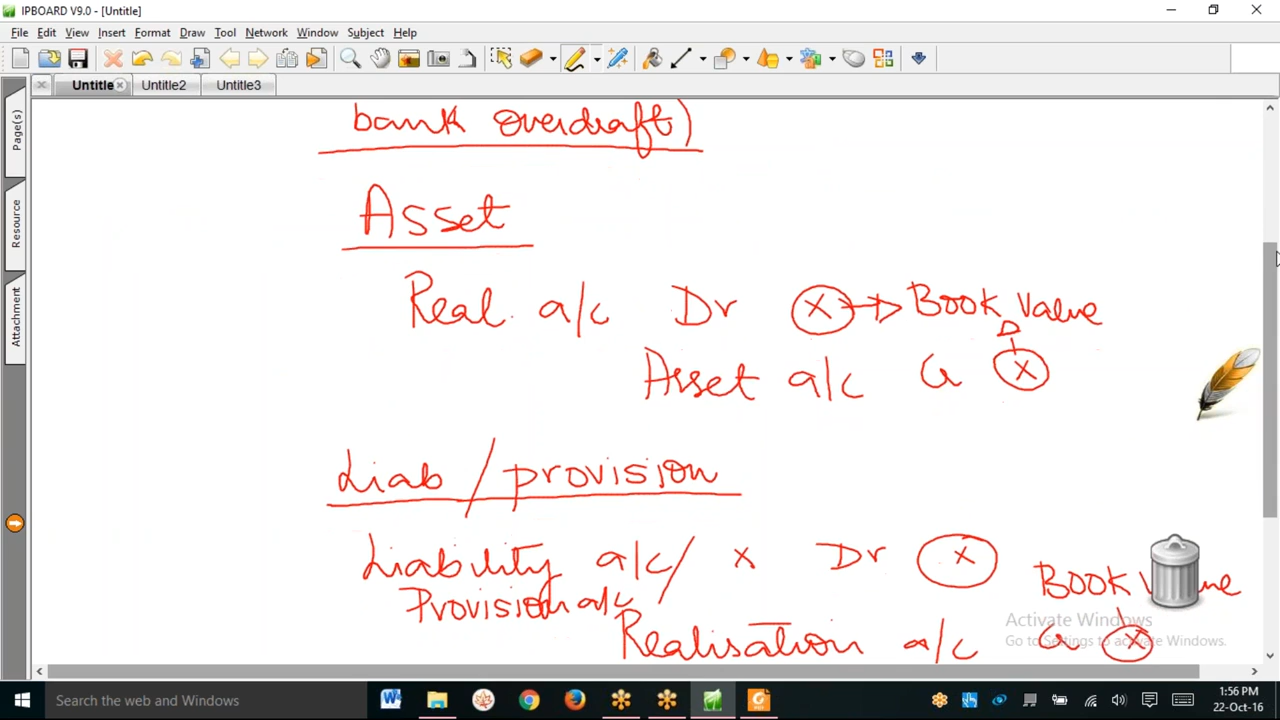 IPBOARD V9.0 - [Untitle]
File Edit View Insert Format Draw Tool Network Window Subject Help
Untitle Untitle2 Untitle3
Page(s)
Resource
Attachment
bank overdraft)
Asset
Real. a/c Dr X → Book Value
Asset a/c Cr X
Liab / provision
Liability a/c/ x Dr X
Provision a/c
Book
Realisation a/c Cr X
Activate Windows
Go to Settings to activate Windows.
Search the web and Windows
1:56 PM
22-Oct-16